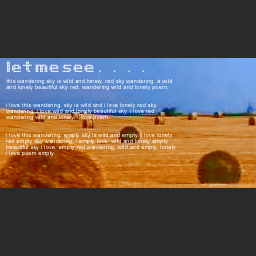 let me see. . . .
this wandering sky is wild and lonely. red sky wandering. a wild
and lonely beautiful sky red. wandering wild and lonely poem.
i love this wandering. sky is wild and i love lonely red sky.
wandering. i love wild and lonely beautiful sky. i love red
wandering wild and lonely. i love poem.
i love this wandering. empty sky is wild and empty. i love lonely
red empty sky wandering. i empty love. wild and lonely empty
beautiful sky i love. empty red wandering, wild and empty. lonely
i love poem empty.